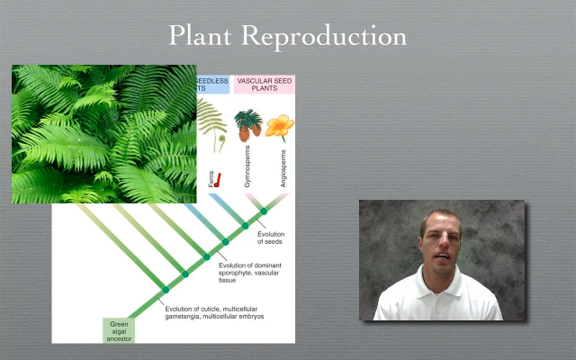 Plant Reproduction
SEEDLESS
TS
VASCULAR SEED
PLANTS
Ferns
Gymnosperms
Angiosperms
Evolution
of seeds
Evolution of dominant
sporophyte, vascular
tissue
Evolution of cuticle, multicellular
gametangia, multicellular embryos
Green
algal
ancestor